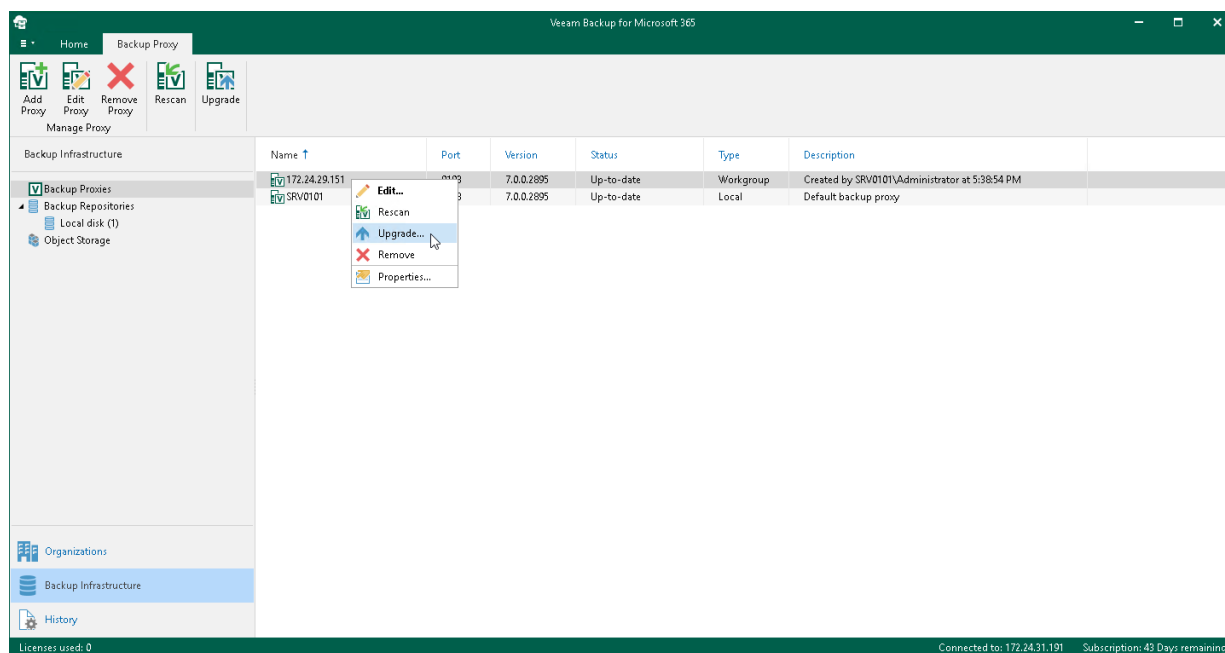 Veeam Backup for Microsoft 365
Home Backup Proxy
Add Proxy Edit Proxy Remove Proxy Rescan Upgrade
Manage Proxy
Backup Infrastructure
Name Port Version Status Type Description
172.24.29.151 7.0.0.2895 Up-to-date Workgroup Created by SRV0101\Administrator at 5:38:54 PM
SRV0101 7.0.0.2895 Up-to-date Local Default backup proxy
Edit...
Rescan
Upgrade...
Remove
Properties...
Backup Proxies
Backup Repositories
Local disk (1)
Object Storage
Organizations
Backup Infrastructure
History
Licenses used: 0 Connected to: 172.24.31.191 Subscription: 43 Days remaining